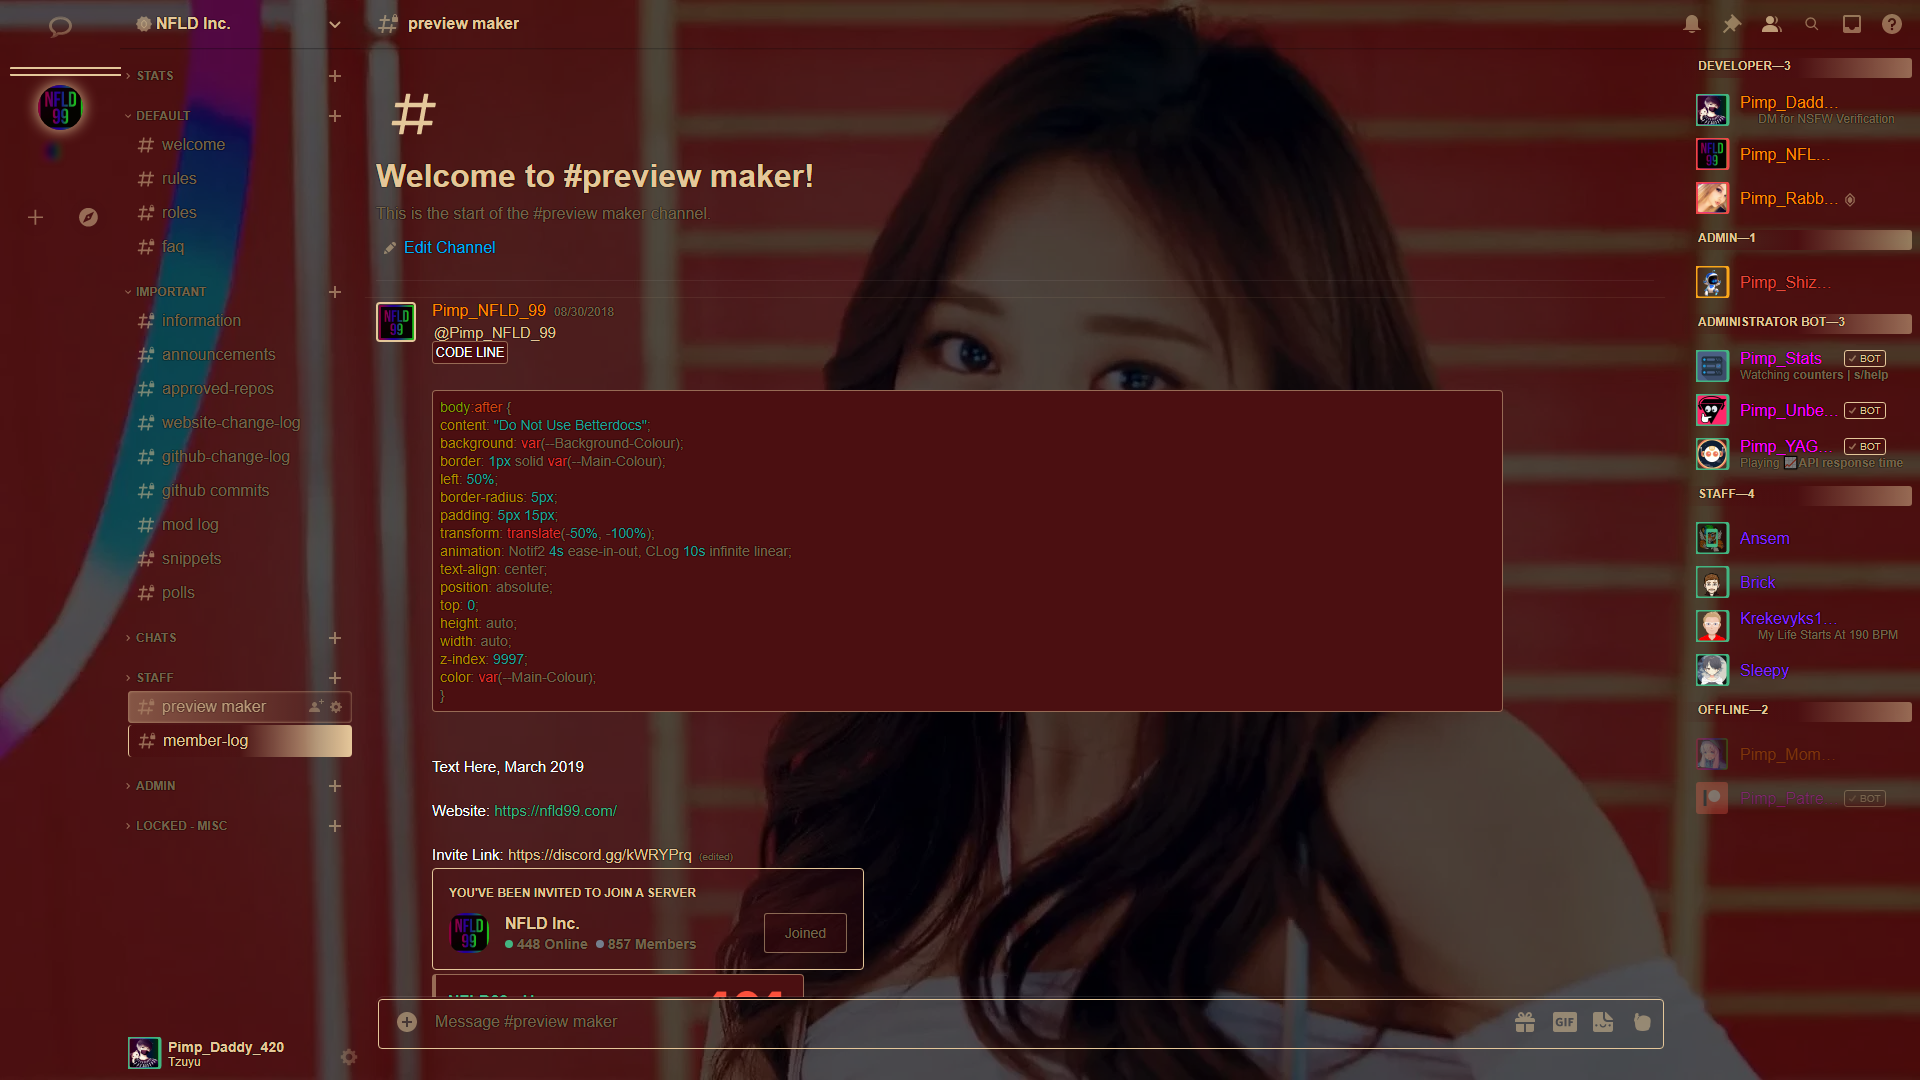 NFLD Inc.
preview maker
STATS
DEFAULT
welcome
rules
roles
faq
IMPORTANT
information
announcements
approved-repos
website-change-log
github-change-log
github commits
mod log
snippets
polls
CHATS
STAFF
preview maker
member-log
ADMIN
LOCKED - MISC
Pimp_Daddy_420
Tzuyu
NFLD
99
Welcome to #preview maker!
This is the start of the #preview maker channel.
Edit Channel
NFLD
99
Pimp_NFLD_99 08/30/2018
@Pimp_NFLD_99
CODE LINE
body:after {
content: "Do Not Use Betterdocs";
background: var(--Background-Colour);
border: 1px solid var(--Main-Colour);
left: 50%;
border-radius: 5px;
padding: 5px 15px;
transform: translate(-50%, -100%);
animation: Notif2 4s ease-in-out, CLog 10s infinite linear;
text-align: center;
position: absolute;
top: 0;
height: auto;
width: auto;
z-index: 9997;
color: var(--Main-Colour);
}
Text Here, March 2019
Website: https://nfld99.com/
Invite Link: https://discord.gg/kWRYPrq (edited)
YOU'VE BEEN INVITED TO JOIN A SERVER
NFLD
99
NFLD Inc.
448 Online 857 Members
Joined
Message #preview maker
GIF
DEVELOPER—3
Pimp_Dadd...
DM for NSFW Verification
NFLD
99
Pimp_NFL...
Pimp_Rabb...
ADMIN—1
Pimp_Shiz...
ADMINISTRATOR BOT—3
Pimp_Stats ✓ BOT
Watching counters | s/help
Pimp_Unbe... ✓ BOT
Pimp_YAG... ✓ BOT
Playing API response time
STAFF—4
Ansem
Brick
Krekevyks1...
My Life Starts At 190 BPM
Sleepy
OFFLINE—2
Pimp_Mom...
Pimp_Patre... ✓ BOT